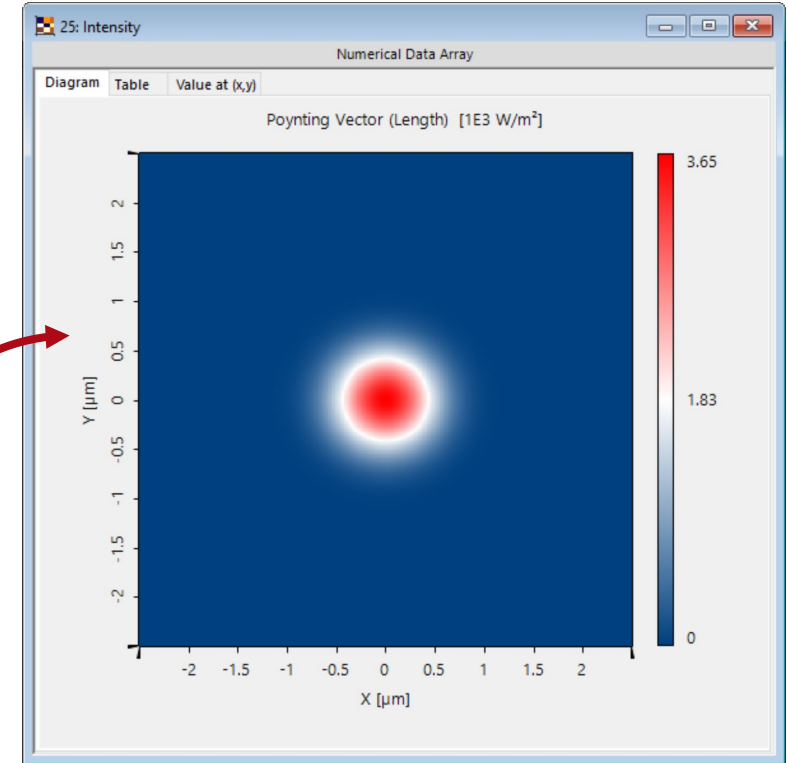 25: Intensity
Numerical Data Array
Diagram Table Value at (x,y)
Poynting Vector (Length) [1E3 W/m²]
3.65
1.83
0
Y [µm]
2
1.5
1
0.5
0
-0.5
-1
-1.5
-2
-2 -1.5 -1 -0.5 0 0.5 1 1.5 2
X [µm]